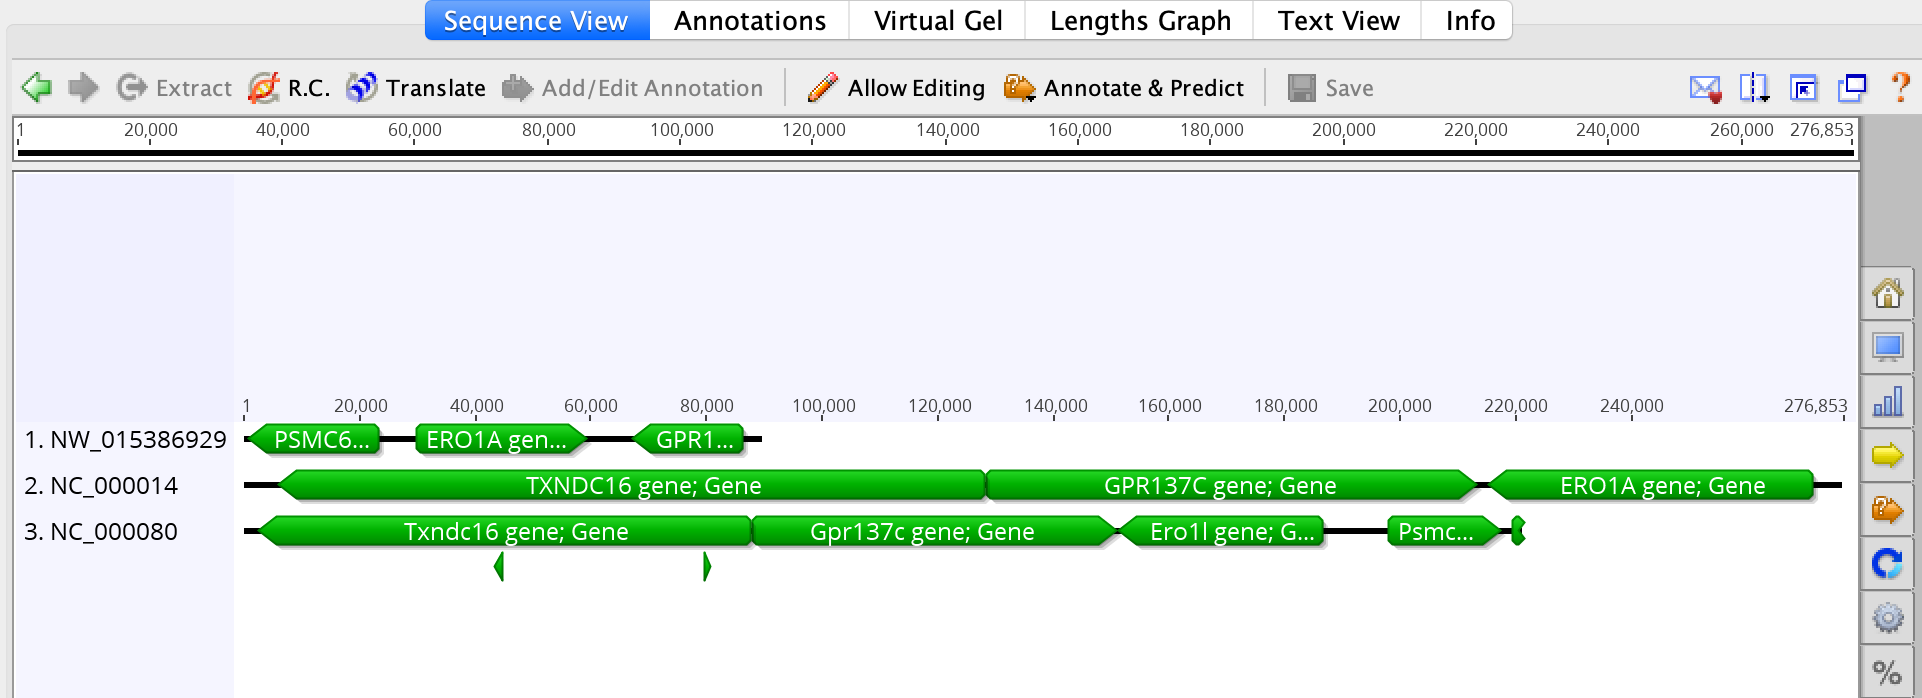 Sequence View Annotations Virtual Gel Lengths Graph Text View Info
Extract R.C. Translate Add/Edit Annotation Allow Editing Annotate & Predict Save ?
1 20,000 40,000 60,000 80,000 100,000 120,000 140,000 160,000 180,000 200,000 220,000 240,000 260,000 276,853
1 20,000 40,000 60,000 80,000 100,000 120,000 140,000 160,000 180,000 200,000 220,000 240,000 276,853
1. NW_015386929 PSMC6... ERO1A gen... GPR1...
2. NC_000014 TXNDC16 gene; Gene GPR137C gene; Gene ERO1A gene; Gene
3. NC_000080 Txndc16 gene; Gene Gpr137c gene; Gene Ero1l gene; G... Psmc...
%